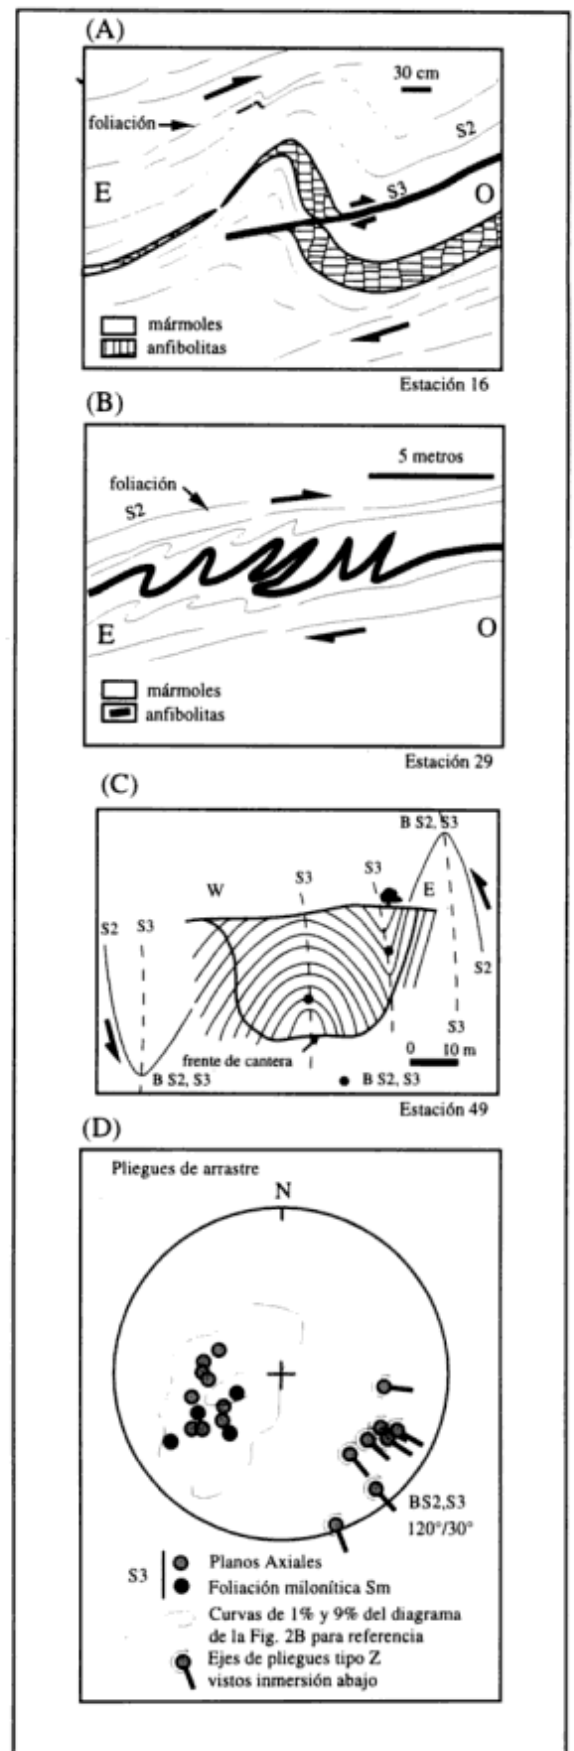 (A)
30 cm
foliación
S2
E
S3
O
mármoles
anfibolitas
Estación 16
(B)
5 metros
foliación
S2
E
O
mármoles
anfibolitas
Estación 29
(C)
B S2, S3
S3
S3
W
E
S2
S3
S2
S3
frente de cantera
0 10 m
B S2, S3
B S2, S3
Estación 49
(D)
Pliegues de arrastre
N
BS2,S3
120°/30°
S3
Planos Axiales
Foliación milonítica Sm
Curvas de 1% y 9% del diagrama
de la Fig. 2B para referencia
Ejes de pliegues tipo Z
vistos inmersión abajo